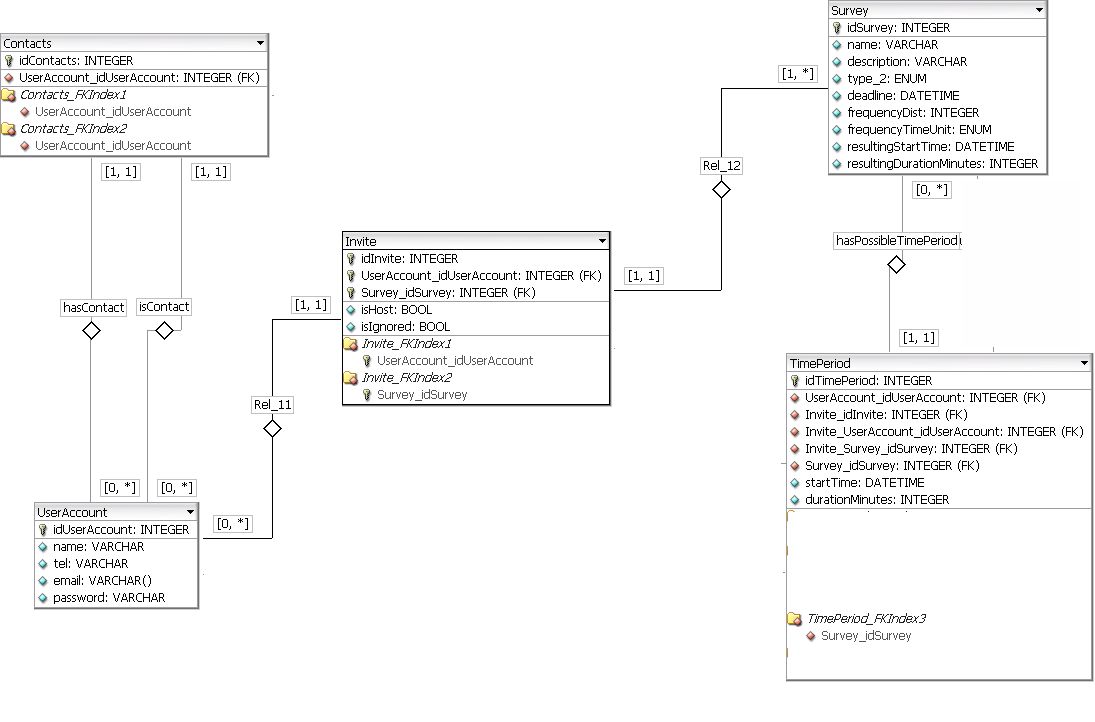 Survey
idSurvey: INTEGER
name: VARCHAR
description: VARCHAR
type_2: ENUM
deadline: DATETIME
frequencyDist: INTEGER
frequencyTimeUnit: ENUM
resultingStartTime: DATETIME
resultingDurationMinutes: INTEGER
Contacts
idContacts: INTEGER
UserAccount_idUserAccount: INTEGER (FK)
Contacts_FKIndex1
UserAccount_idUserAccount
Contacts_FKIndex2
UserAccount_idUserAccount
[1, 1]
[1, 1]
[1, *]
Rel_12
[0, *]
hasPossibleTimePeriod
Invite
idInvite: INTEGER
UserAccount_idUserAccount: INTEGER (FK)
Survey_idSurvey: INTEGER (FK)
isHost: BOOL
isIgnored: BOOL
Invite_FKIndex1
UserAccount_idUserAccount
Invite_FKIndex2
Survey_idSurvey
[1, 1]
[1, 1]
hasContact
isContact
Rel_11
[1, 1]
TimePeriod
idTimePeriod: INTEGER
UserAccount_idUserAccount: INTEGER (FK)
Invite_idInvite: INTEGER (FK)
Invite_UserAccount_idUserAccount: INTEGER (FK)
Invite_Survey_idSurvey: INTEGER (FK)
Survey_idSurvey: INTEGER (FK)
startTime: DATETIME
durationMinutes: INTEGER
TimePeriod_FKIndex3
Survey_idSurvey
[0, *]
[0, *]
[0, *]
UserAccount
idUserAccount: INTEGER
name: VARCHAR
tel: VARCHAR
email: VARCHAR()
password: VARCHAR